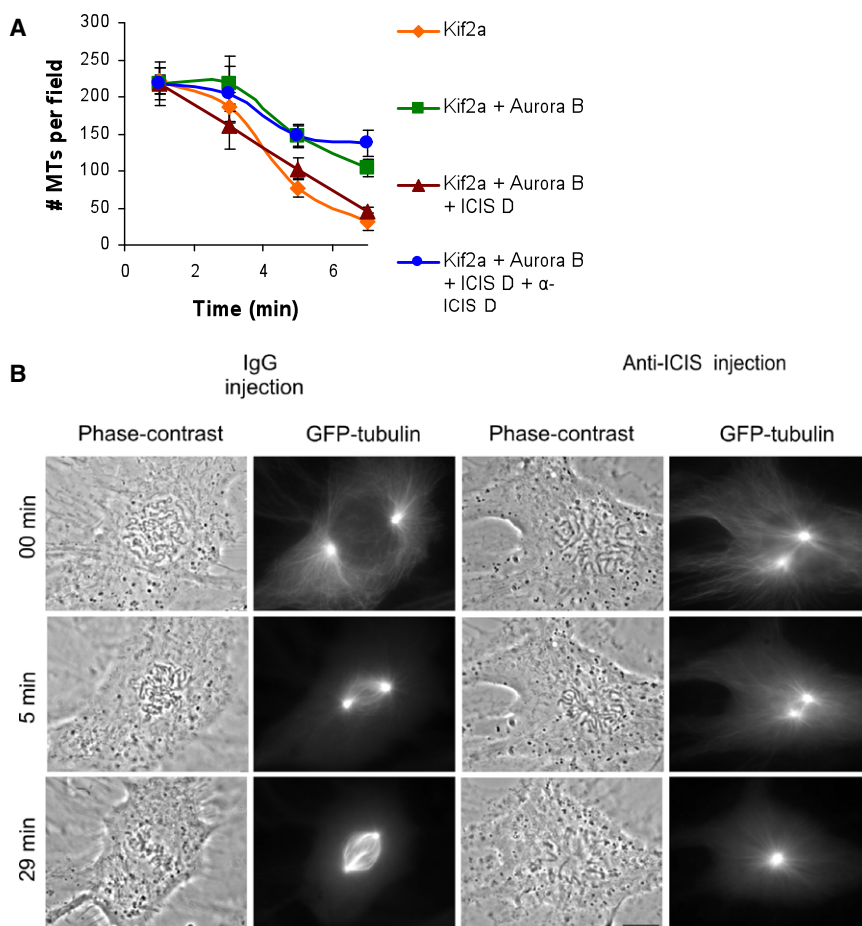 A
300
250
200
150
100
50
0
# MTs per field
0 2 4 6
Time (min)
Kif2a
Kif2a + Aurora B
Kif2a + Aurora B
+ ICIS D
Kif2a + Aurora B
+ ICIS D + α-
ICIS D
B
IgG
injection
Anti-ICIS injection
Phase-contrast
GFP-tubulin
Phase-contrast
GFP-tubulin
00 min
5 min
29 min